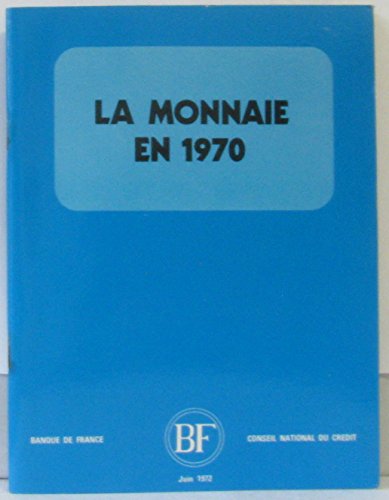 LA MONNAIE
EN 1970
BANQUE DE FRANCE
BF
CONSEIL NATIONAL DU CREDIT
Juin 1972